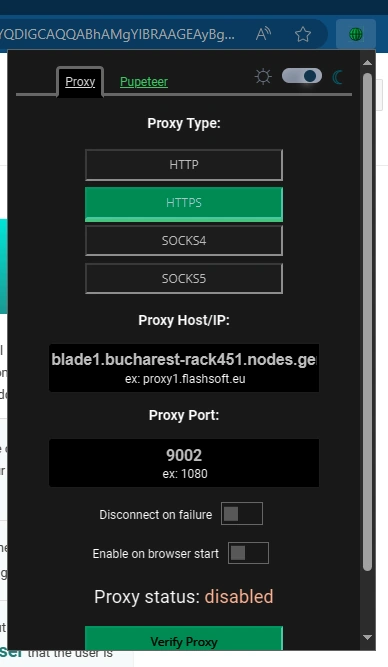 YQDIGCAQQABhAMgYIBRAAGEAyBg...
Proxy
Pupeteer
Proxy Type:
HTTP
HTTPS
SOCKS4
SOCKS5
Proxy Host/IP:
blade1.bucharest-rack451.nodes.ge
ex: proxy1.flashsoft.eu
Proxy Port:
9002
ex: 1080
Disconnect on failure
Enable on browser start
Proxy status: disabled
Verify Proxy
that the user is